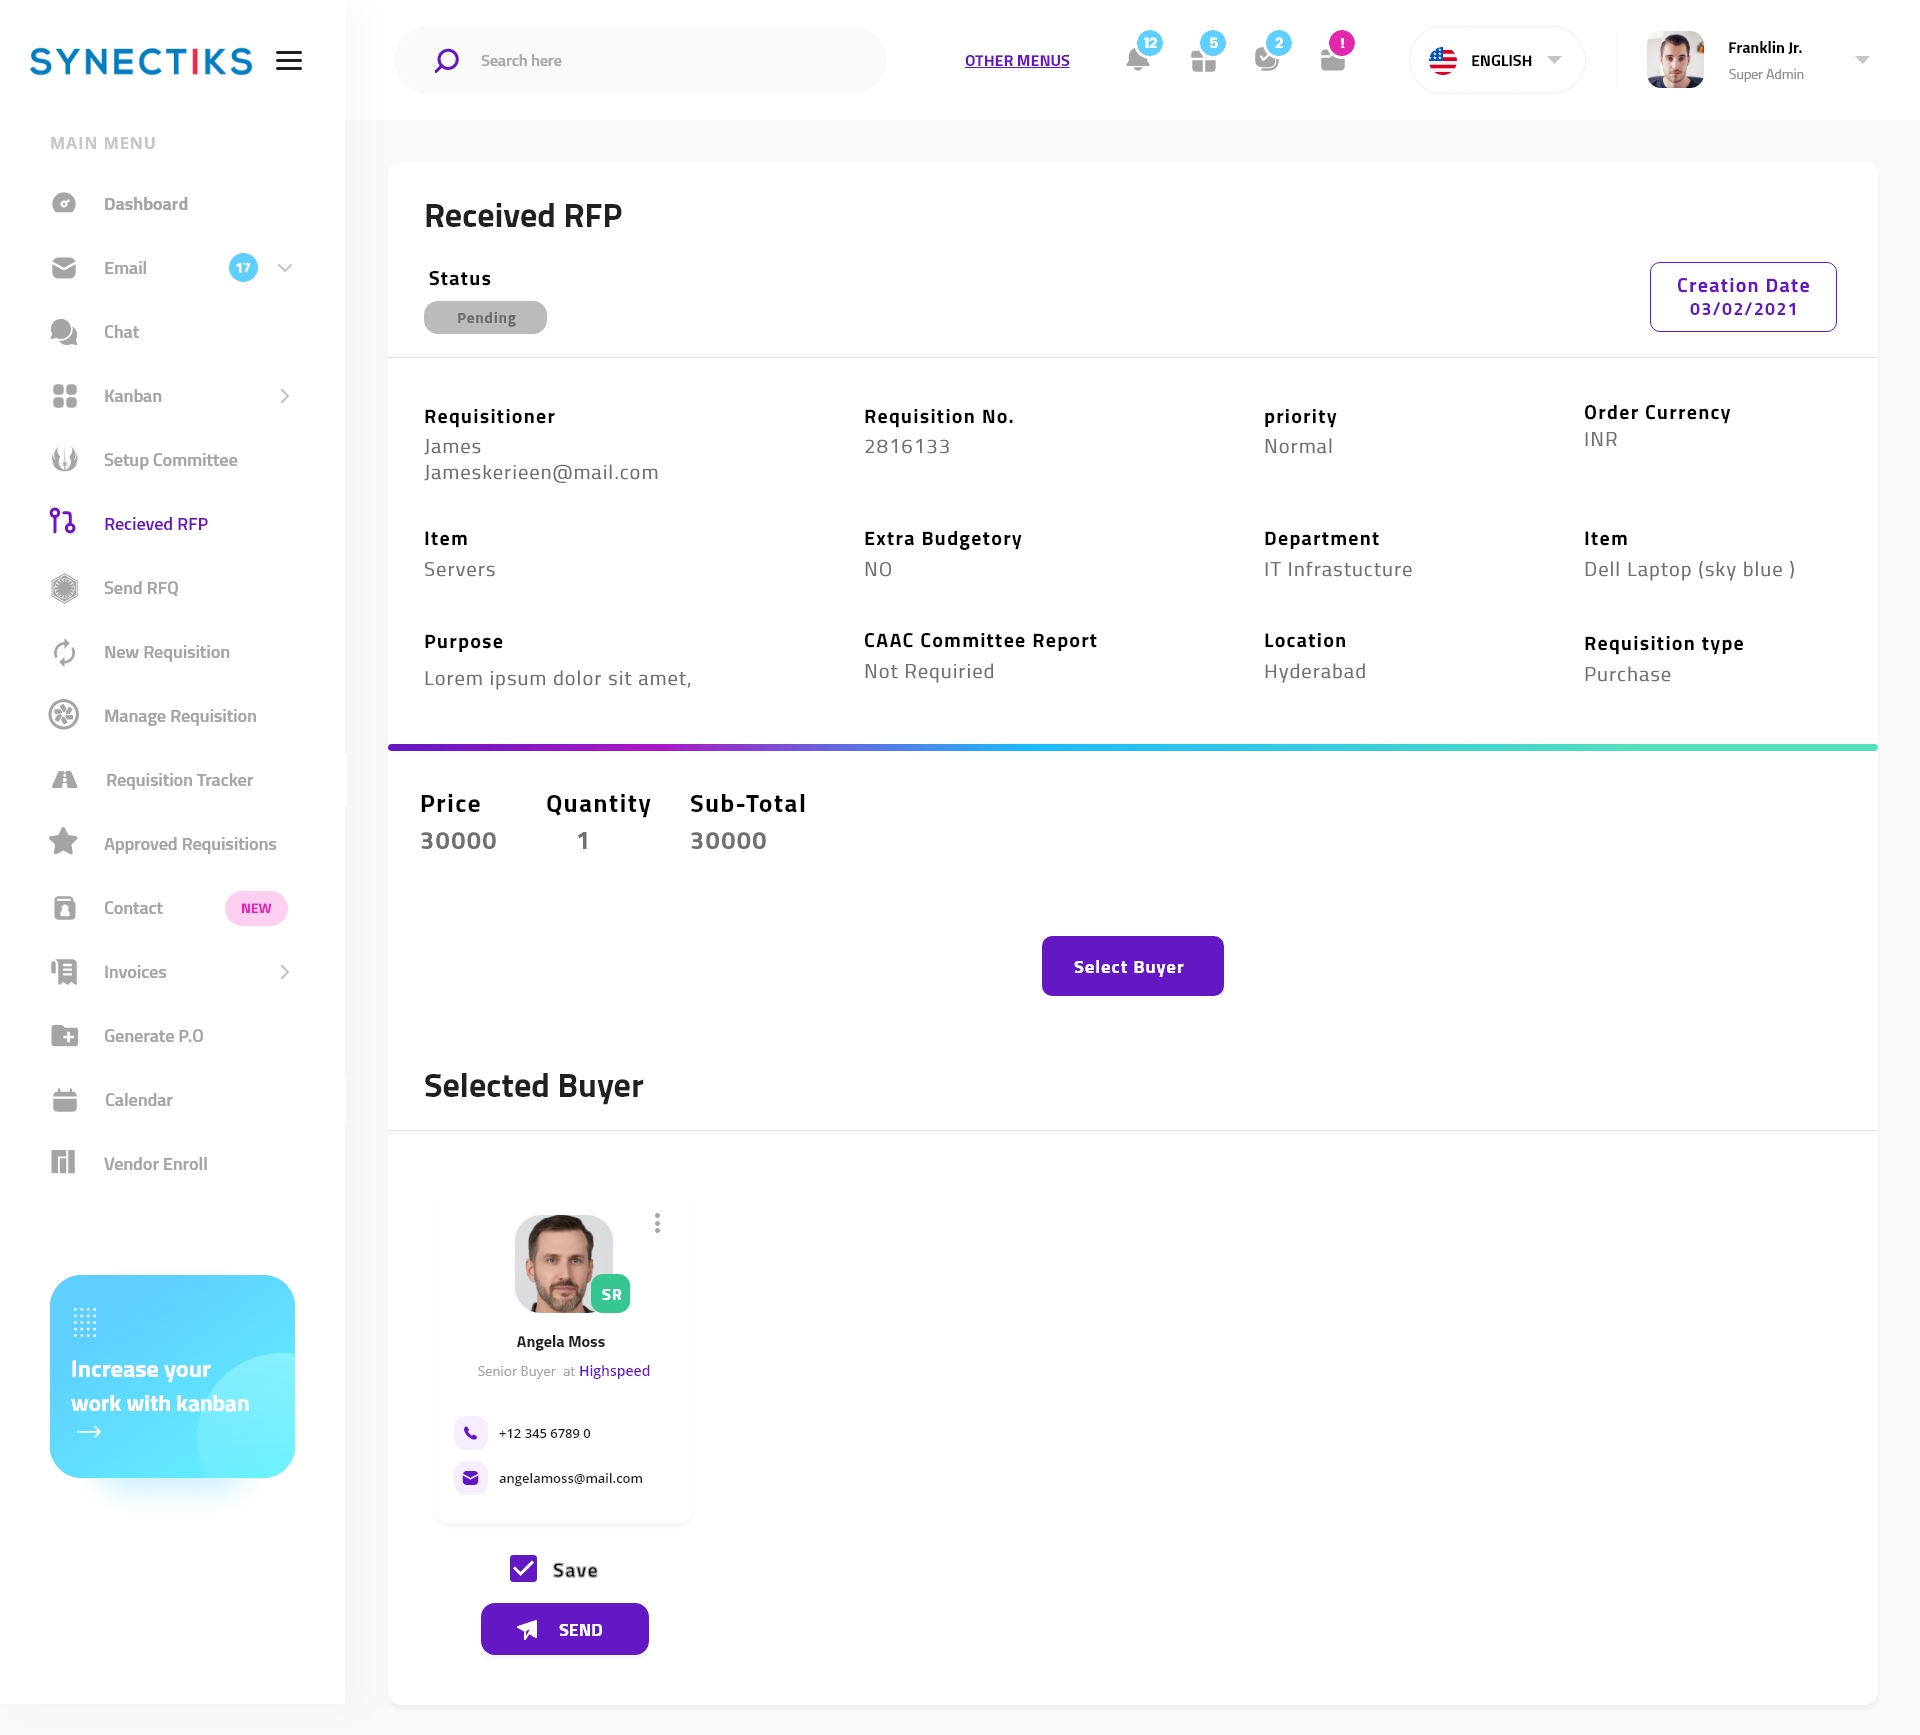 SYNECTIKS
Search here
OTHER MENUS
12
5
2
!
ENGLISH
Franklin Jr.
Super Admin
MAIN MENU
Dashboard
Email
17
Chat
Kanban
Setup Committee
Recieved RFP
Send RFQ
New Requisition
Manage Requisition
Requisition Tracker
Approved Requisitions
Contact
NEW
Invoices
Generate P.O
Calendar
Vendor Enroll
Increase your
work with kanban
Received RFP
Status
Pending
Creation Date
03/02/2021
Requisitioner
James
Jameskerieen@mail.com
Requisition No.
2816133
priority
Normal
Order Currency
INR
Item
Servers
Extra Budgetory
NO
Department
IT Infrastucture
Item
Dell Laptop (sky blue )
Purpose
Lorem ipsum dolor sit amet,
CAAC Committee Report
Not Requiried
Location
Hyderabad
Requisition type
Purchase
Price
30000
Quantity
1
Sub-Total
30000
Select Buyer
Selected Buyer
SR
Angela Moss
Senior Buyer at Highspeed
+12 345 6789 0
angelamoss@mail.com
Save
SEND